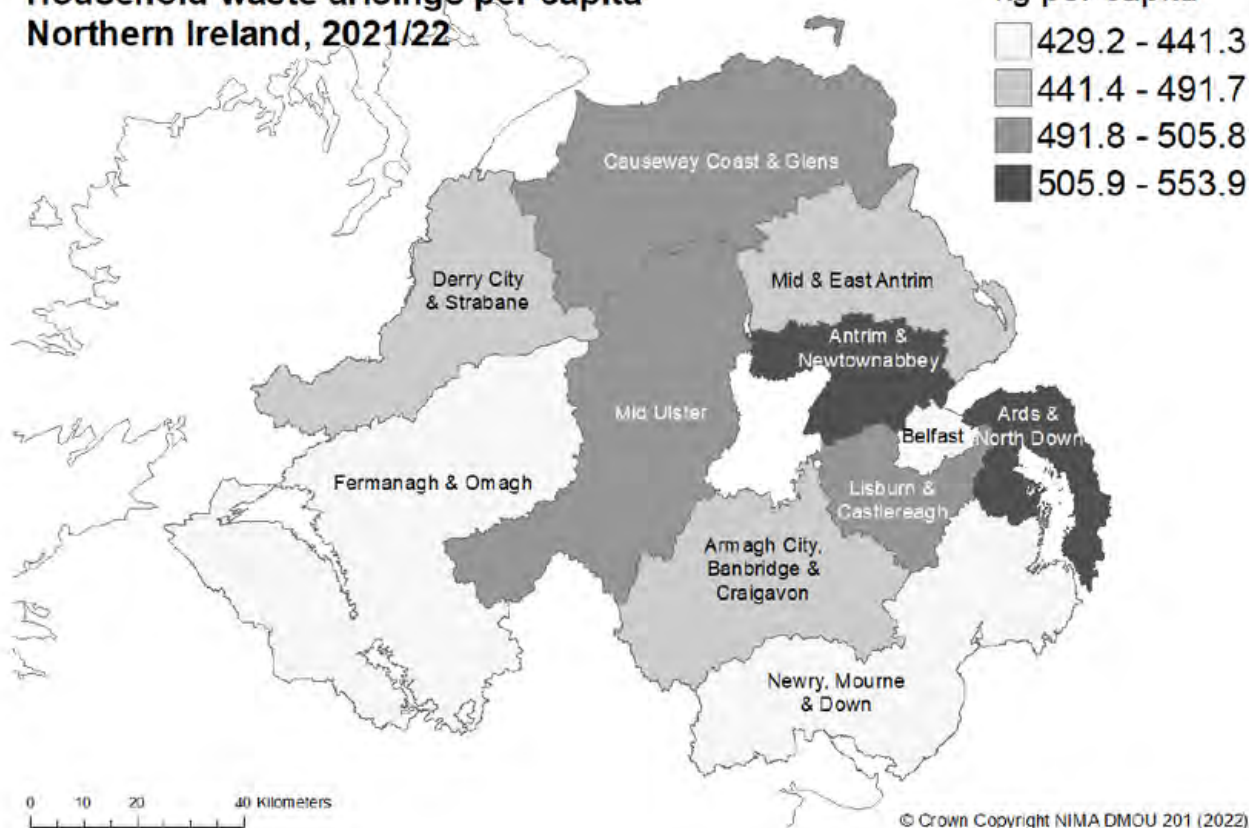 Household waste arisings per capita
Northern Ireland, 2021/22
kg per capita
429.2 - 441.3
441.4 - 491.7
491.8 - 505.8
505.9 - 553.9
Causeway Coast & Glens
Derry City
& Strabane
Mid & East Antrim
Antrim &
Newtownabbey
Mid Ulster
Belfast
Ards &
North Down
Fermanagh & Omagh
Lisburn &
Castlereagh
Armagh City,
Banbridge &
Craigavon
Newry, Mourne
& Down
0 10 20 40 Kilometers
© Crown Copyright NIMA DMOU 201 (2022)